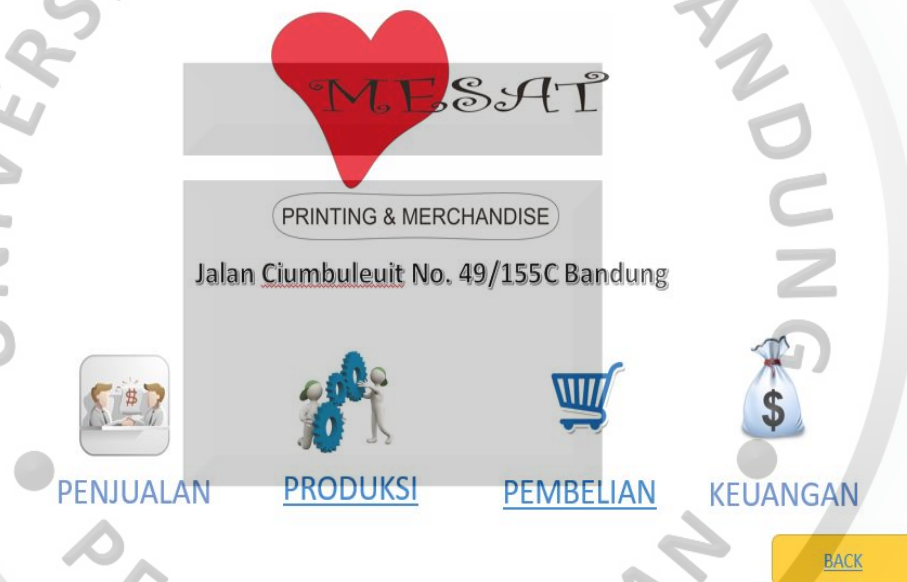 MESAT
PRINTING & MERCHANDISE
Jalan Ciumbuleuit No. 49/155C Bandung
$
$
PENJUALAN
PRODUKSI
PEMBELIAN
KEUANGAN
BACK